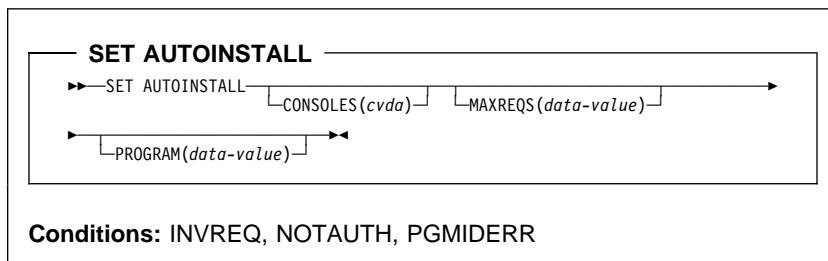 SET AUTOINSTALL
►►──SET AUTOINSTALL──CONSOLES(cvda)──MAXREQS(data-value)──►
►──PROGRAM(data-value)──►◄
Conditions: INVREQ, NOTAUTH, PGMIDERR